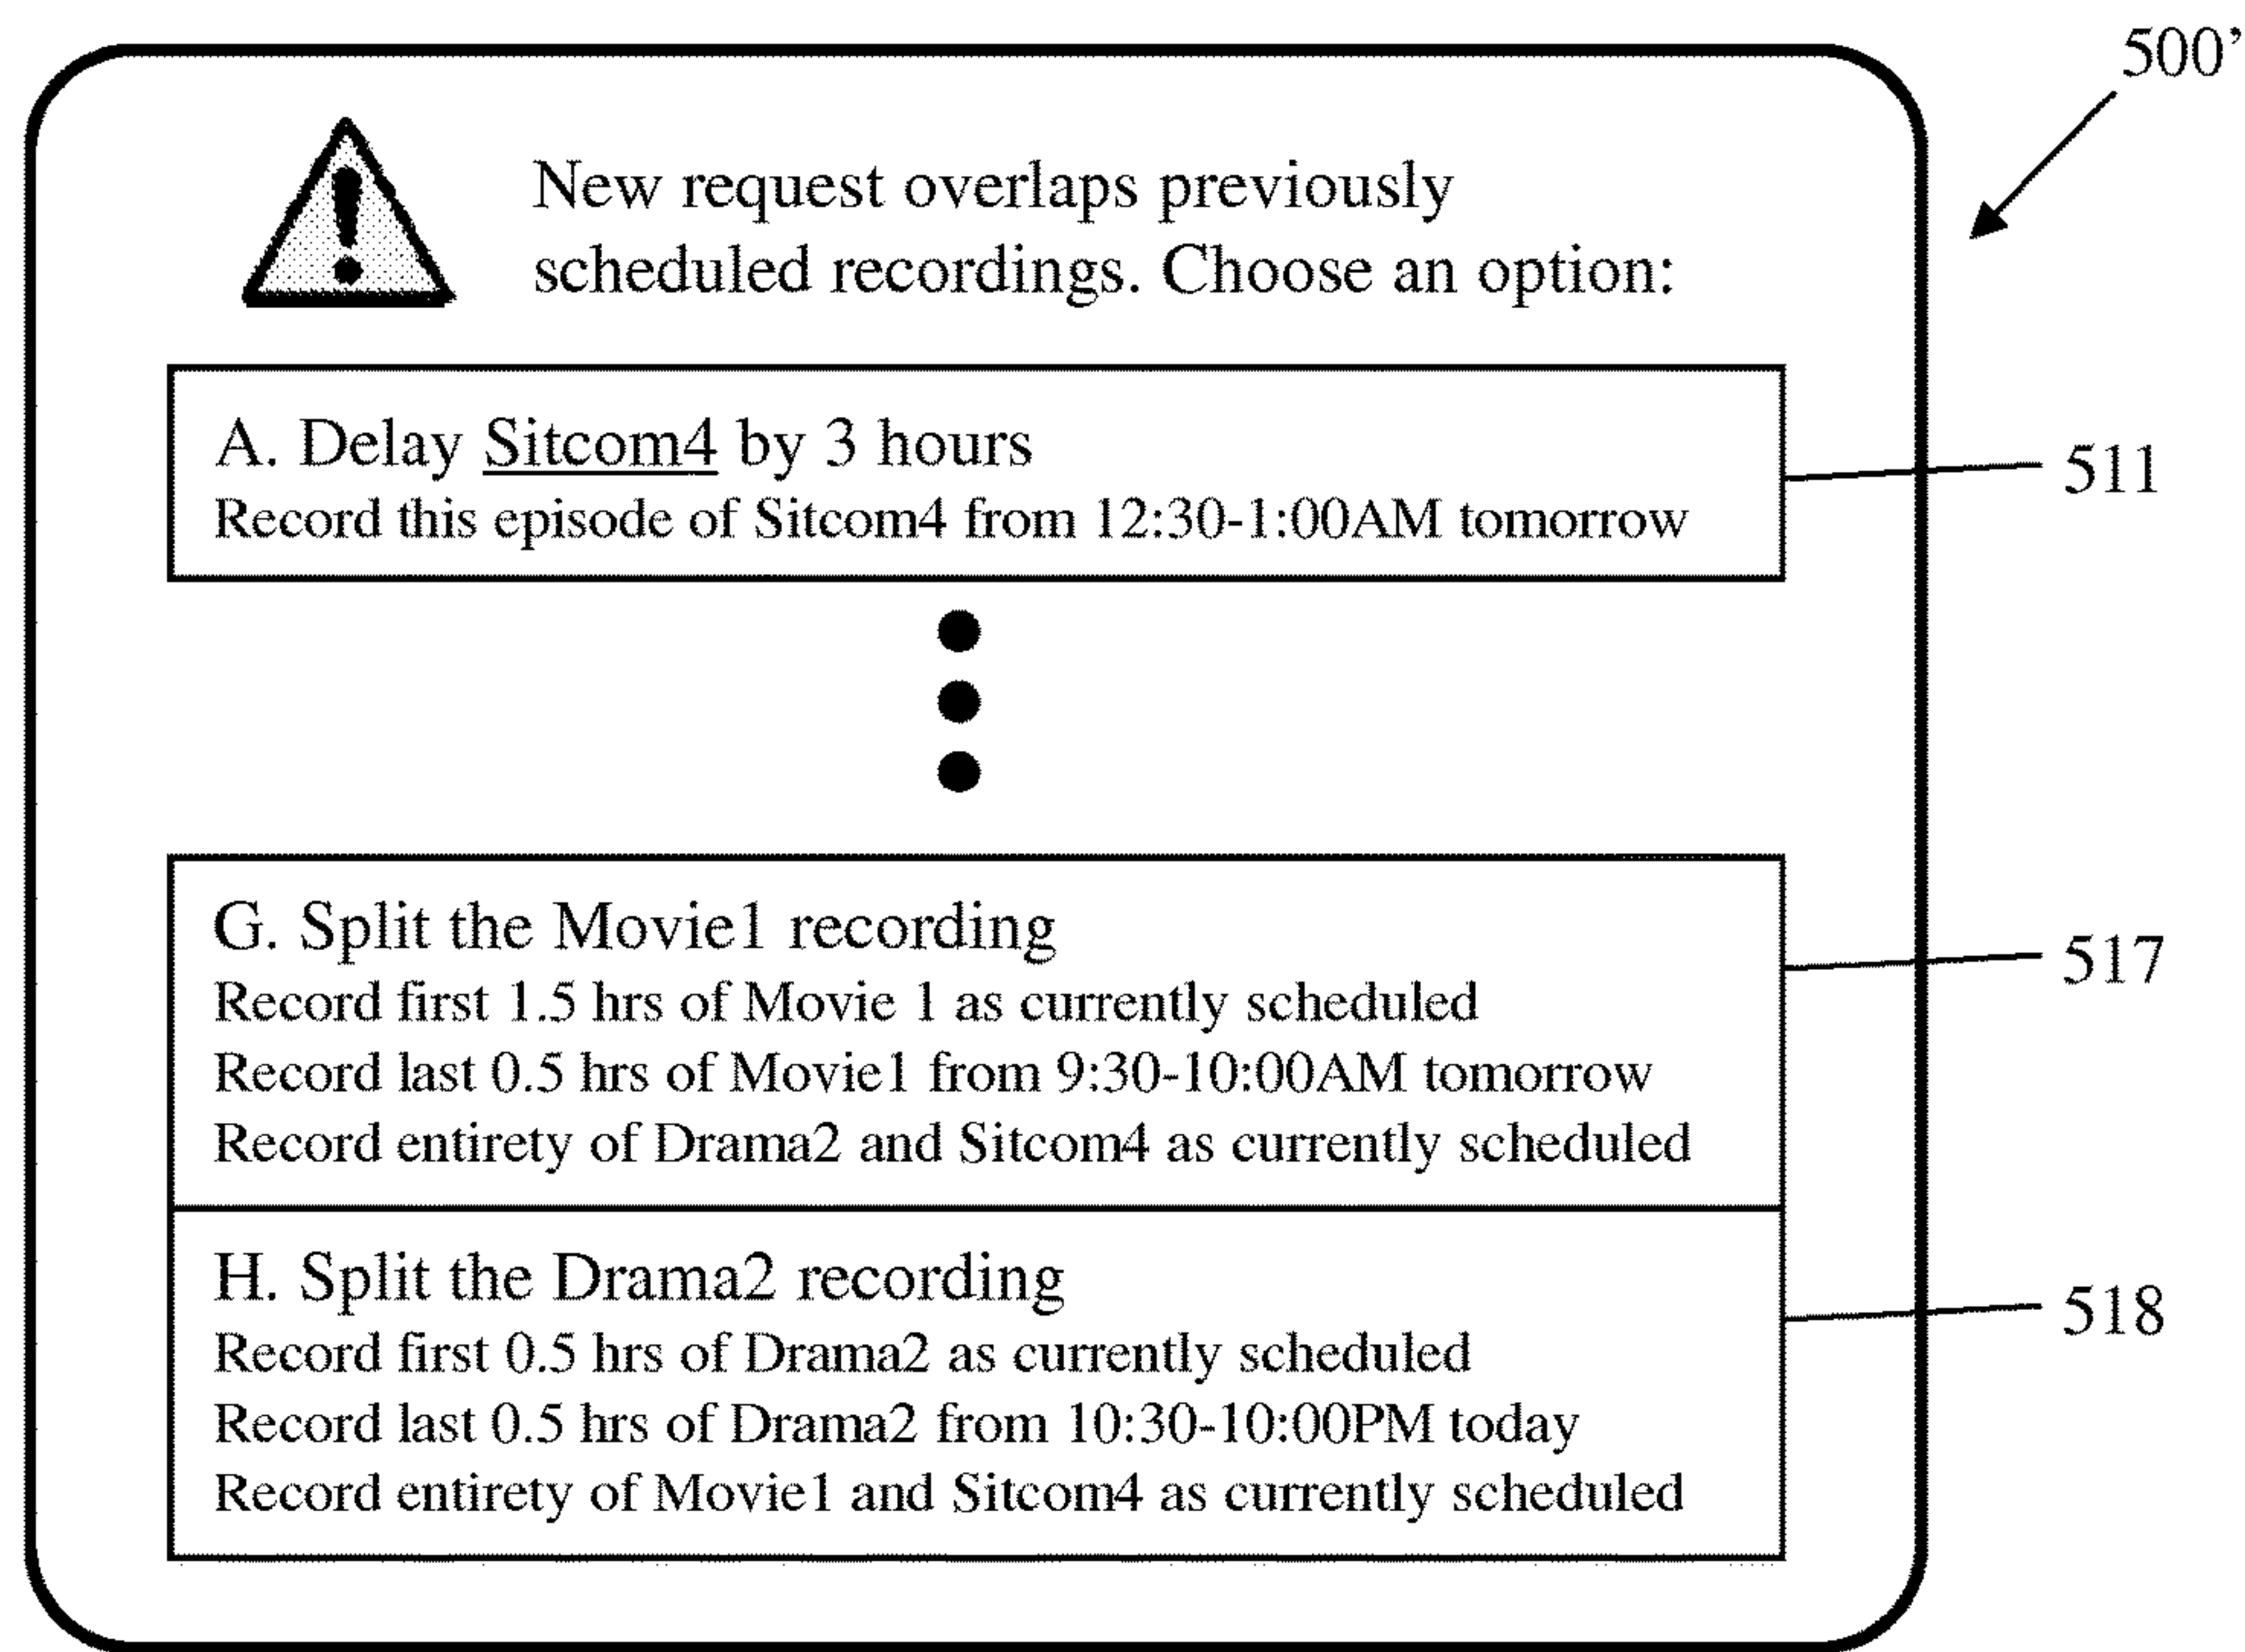 500’
New request overlaps previously
scheduled recordings. Choose an option:
A. Delay Sitcom4 by 3 hours
Record this episode of Sitcom4 from 12:30-1:00AM tomorrow
511
G. Split the Movie1 recording
Record first 1.5 hrs of Movie 1 as currently scheduled
Record last 0.5 hrs of Movie1 from 9:30-10:00AM tomorrow
Record entirety of Drama2 and Sitcom4 as currently scheduled
517
H. Split the Drama2 recording
Record first 0.5 hrs of Drama2 as currently scheduled
Record last 0.5 hrs of Drama2 from 10:30-10:00PM today
Record entirety of Movie1 and Sitcom4 as currently scheduled
518